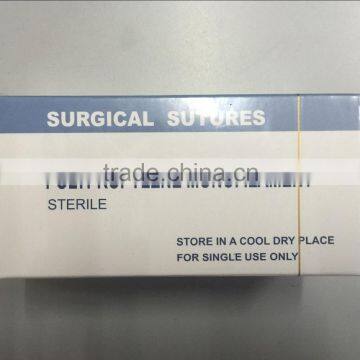 SURGICAL SUTURES
trade.china.cn
STERILE
STORE IN A COOL DRY PLACE
FOR SINGLE USE ONLY